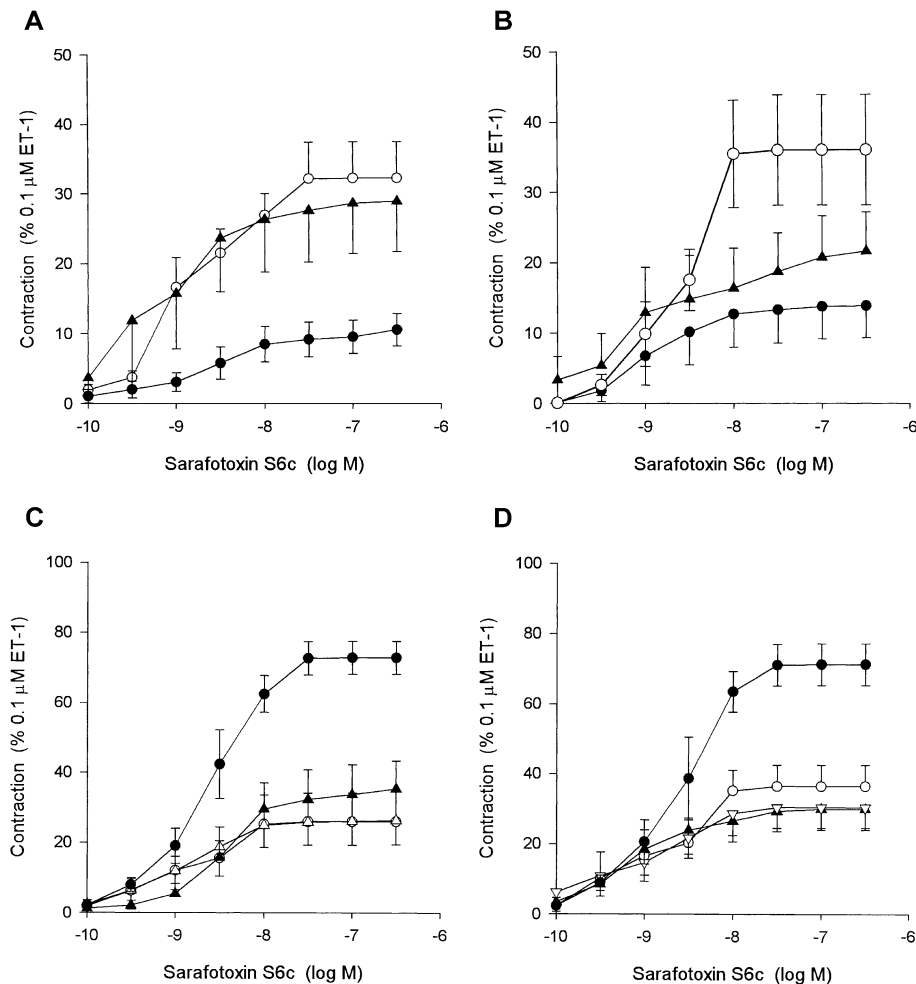 A
50
40
30
20
10
0
Contraction (% 0.1 μM ET-1)
-10 -9 -8 -7 -6
Sarafotoxin S6c (log M)
B
50
40
30
20
10
0
Contraction (% 0.1 μM ET-1)
-10 -9 -8 -7 -6
Sarafotoxin S6c (log M)
C
100
80
60
40
20
0
Contraction (% 0.1 μM ET-1)
-10 -9 -8 -7 -6
Sarafotoxin S6c (log M)
D
100
80
60
40
20
0
Contraction (% 0.1 μM ET-1)
-10 -9 -8 -7 -6
Sarafotoxin S6c (log M)